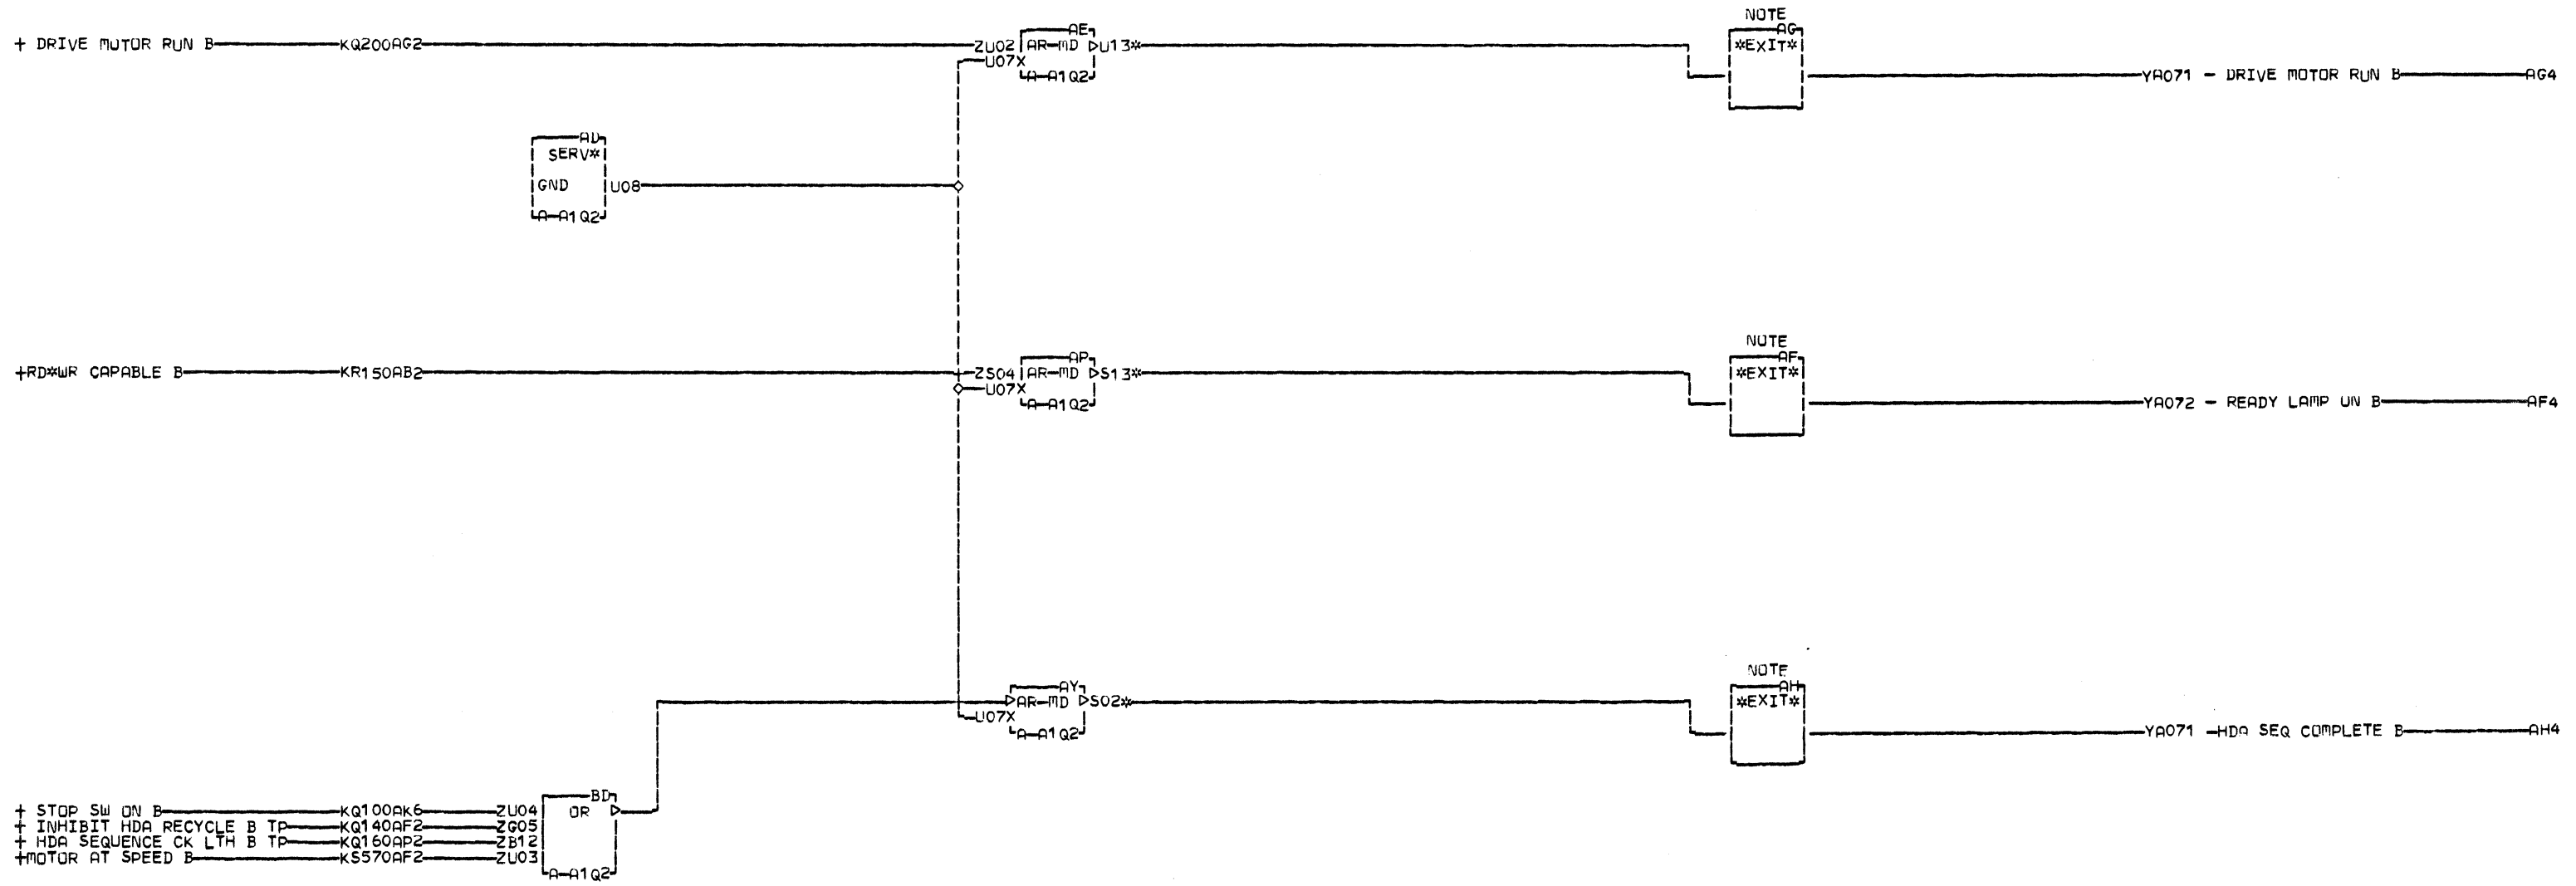 NOTE
+ DRIVE MOTOR RUN B KQ200AG2 ZU02 AE AR-MD U13* AG *EXIT*
U07X A-A1Q2 YA071 - DRIVE MOTOR RUN B AG4
AD
SERV*
GND U08
A-A1Q2
NOTE
+RD*WR CAPABLE B KR150AB2 ZS04 AP AR-MD S13* AF *EXIT*
U07X A-A1Q2 YA072 - READY LAMP ON B AF4
NOTE
AY AR-MD S02* AH *EXIT*
U07X A-A1Q2 YA071 -HDA SEQ COMPLETE B AH4
BD
+ STOP SW ON B KQ100AK6 ZU04 OR
+ INHIBIT HDA RECYCLE B TP KQ140AF2 ZG05
+ HDA SEQUENCE CK LTH B TP KQ160AP2 ZB12
+MOTOR AT SPEED B KS570AF2 ZU03
A-A1Q2